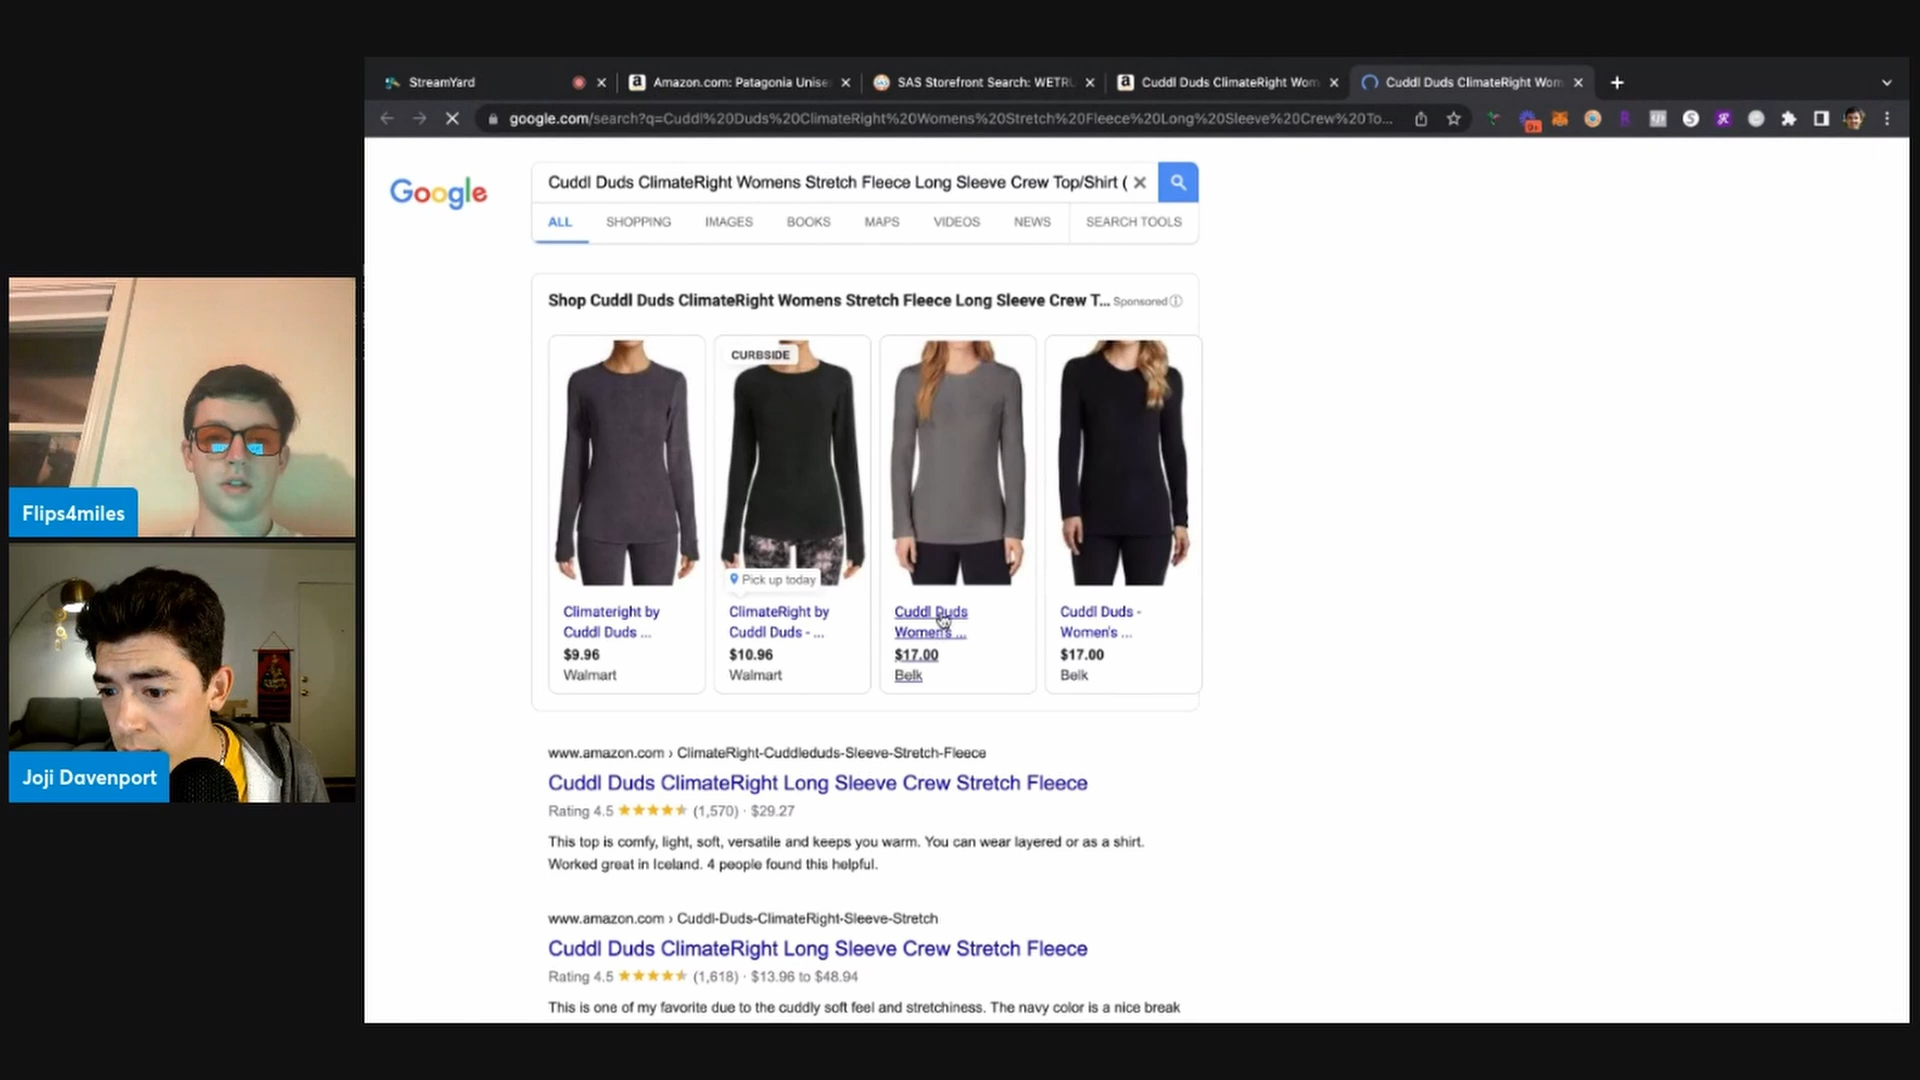 StreamYard
Amazon.com: Patagonia Unise
SAS Storefront Search: WETRU
Cuddl Duds ClimateRight Wom
Cuddl Duds ClimateRight Wom
google.com/search?q=Cuddl%20Duds%20ClimateRight%20Womens%20Stretch%20Fleece%20Long%20Sleeve%20Crew%20To...
Google
Cuddl Duds ClimateRight Womens Stretch Fleece Long Sleeve Crew Top/Shirt (
ALL SHOPPING IMAGES BOOKS MAPS VIDEOS NEWS SEARCH TOOLS
Shop Cuddl Duds ClimateRight Womens Stretch Fleece Long Sleeve Crew T... Sponsored
CURBSIDE
Pick up today
Climateright by
Cuddl Duds ...
$9.96
Walmart
ClimateRight by
Cuddl Duds - ...
$10.96
Walmart
Cuddl Duds
Women's ...
$17.00
Belk
Cuddl Duds -
Women's ...
$17.00
Belk
www.amazon.com › ClimateRight-Cuddleduds-Sleeve-Stretch-Fleece
Cuddl Duds ClimateRight Long Sleeve Crew Stretch Fleece
Rating 4.5 (1,570) · $29.27
This top is comfy, light, soft, versatile and keeps you warm. You can wear layered or as a shirt.
Worked great in Iceland. 4 people found this helpful.
www.amazon.com › Cuddl-Duds-ClimateRight-Sleeve-Stretch
Cuddl Duds ClimateRight Long Sleeve Crew Stretch Fleece
Rating 4.5 (1,618) · $13.96 to $48.94
This is one of my favorite due to the cuddly soft feel and stretchiness. The navy color is a nice break
Flips4miles
Joji Davenport